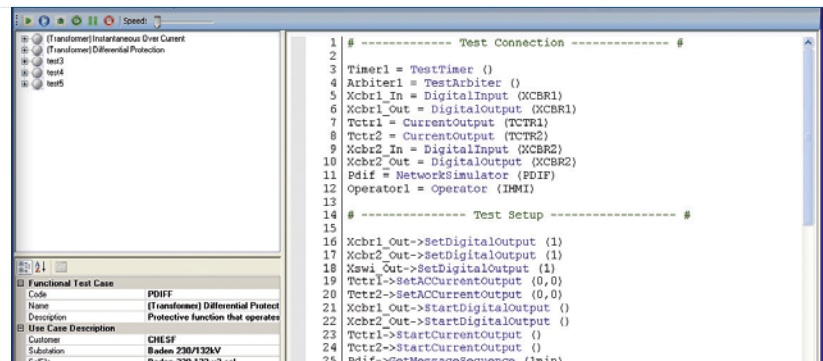 Speed:
(Transformer) Instantaneous Over Current
(Transformer) Differential Protection
test3
test4
test5
Functional Test Case
Code PDIFF
Name (Transformer) Differential Protect
Description Protective function that operates
Use Case Description
Customer CHESF
Substation Baden 230/132kV
1 # ------------- Test Connection -------------- #
2
3 Timer1 = TestTimer ()
4 Arbiter1 = TestArbiter ()
5 Xcbr1_In = DigitalInput (XCBR1)
6 Xcbr1_Out = DigitalOutput (XCBR1)
7 Tctr1 = CurrentOutput (TCTR1)
8 Tctr2 = CurrentOutput (TCTR2)
9 Xcbr2_In = DigitalInput (XCBR2)
10 Xcbr2_Out = DigitalOutput (XCBR2)
11 Pdif = NetworkSimulator (PDIF)
12 Operator1 = Operator (IHMI)
13
14 # --------------- Test Setup ------------------ #
15
16 Xcbr1_Out->SetDigitalOutput (1)
17 Xcbr2_Out->SetDigitalOutput (1)
18 Xswi_Out->SetDigitalOutput (1)
19 Tctr1->SetACCurrentOutput (0,0)
20 Tctr2->SetACCurrentOutput (0,0)
21 Xcbr1_Out->StartDigitalOutput ()
22 Xcbr2_Out->StartDigitalOutput ()
23 Tctr1->StartCurrentOutput ()
24 Tctr2->StartCurrentOutput ()
25 Pdif->GetMessageSequence (1min)